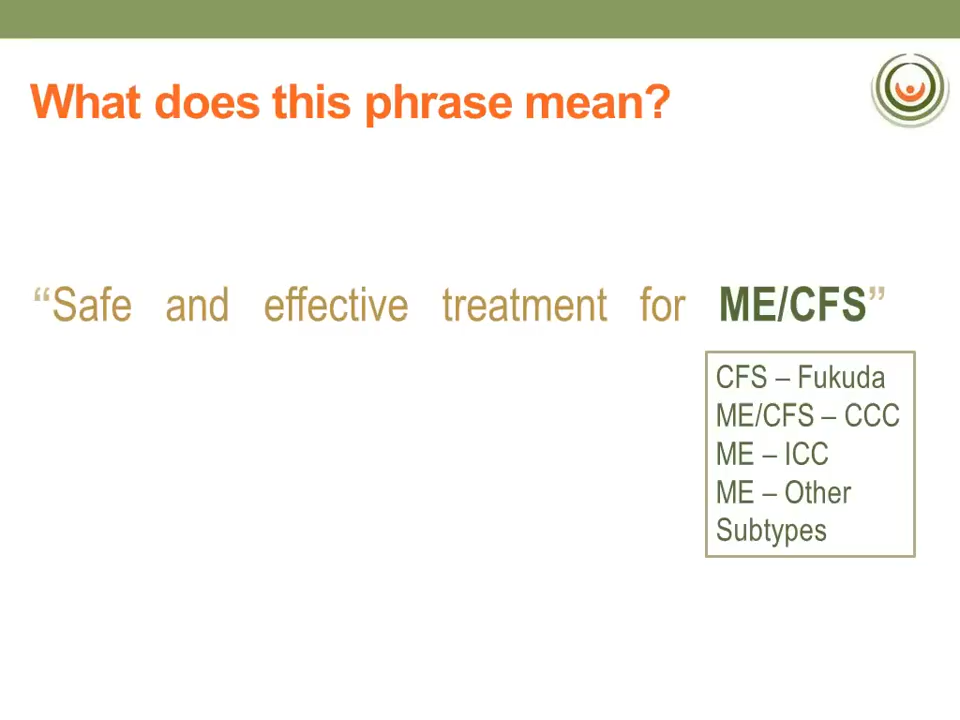 What does this phrase mean?
“Safe and effective treatment for ME/CFS”
CFS – Fukuda
ME/CFS – CCC
ME – ICC
ME – Other
Subtypes